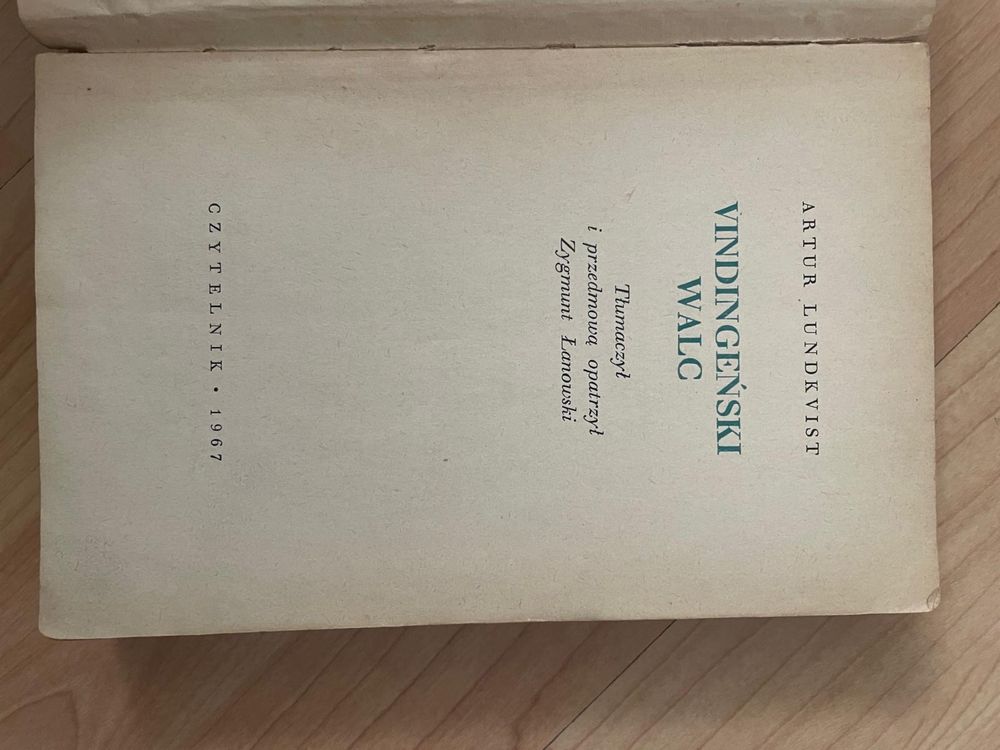 ARTUR LUNDKVIST
VINDINGEŃSKI
WALC
Tłumaczył
i przedmową opatrzył
Zygmunt Łanowski
CZYTELNIK • 1967